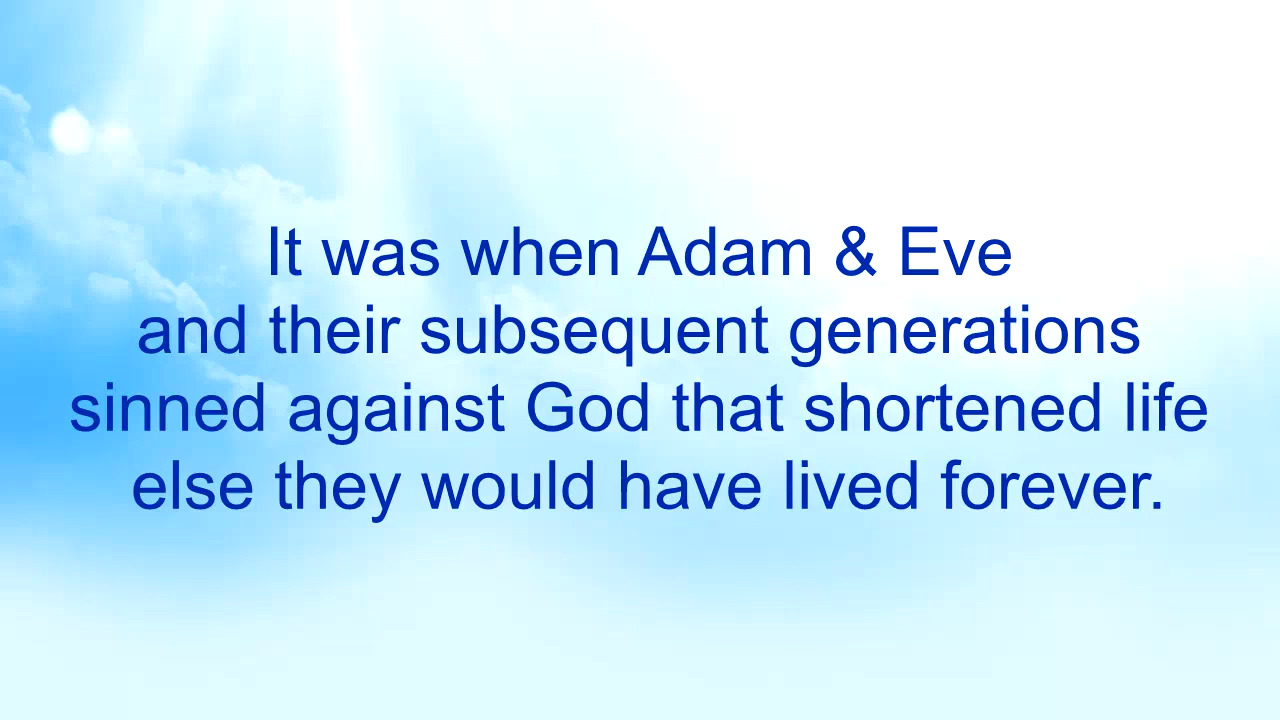 It was when Adam & Eve
and their subsequent generations
sinned against God that shortened life
else they would have lived forever.